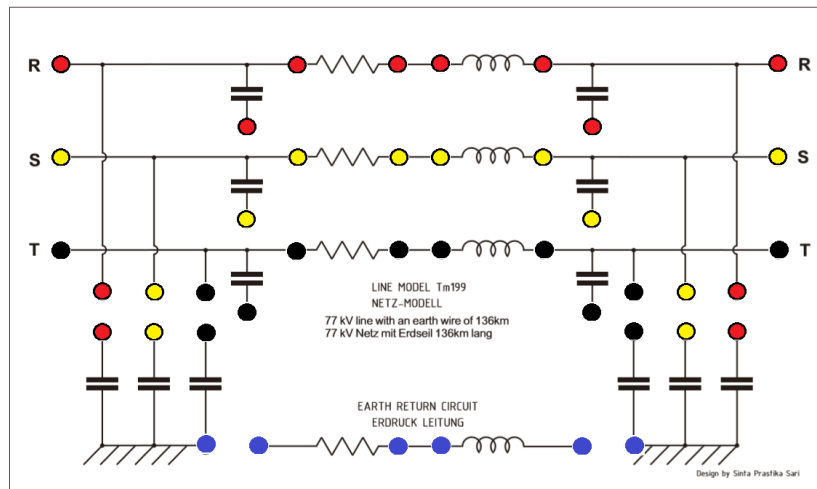 R
R
S
S
T
T
LINE MODEL Tm199
NETZ-MODELL
77 kV line with an earth wire of 136km
77 kV Netz mit Erdseil 136km lang
EARTH RETURN CIRCUIT
ERDRUCK LEITUNG
Design by Sinta Prastika Sari